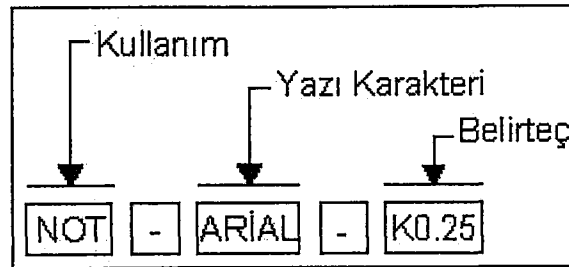 Kullanım
Yazı Karakteri
Belirteç
NOT - ARİAL - K0.25